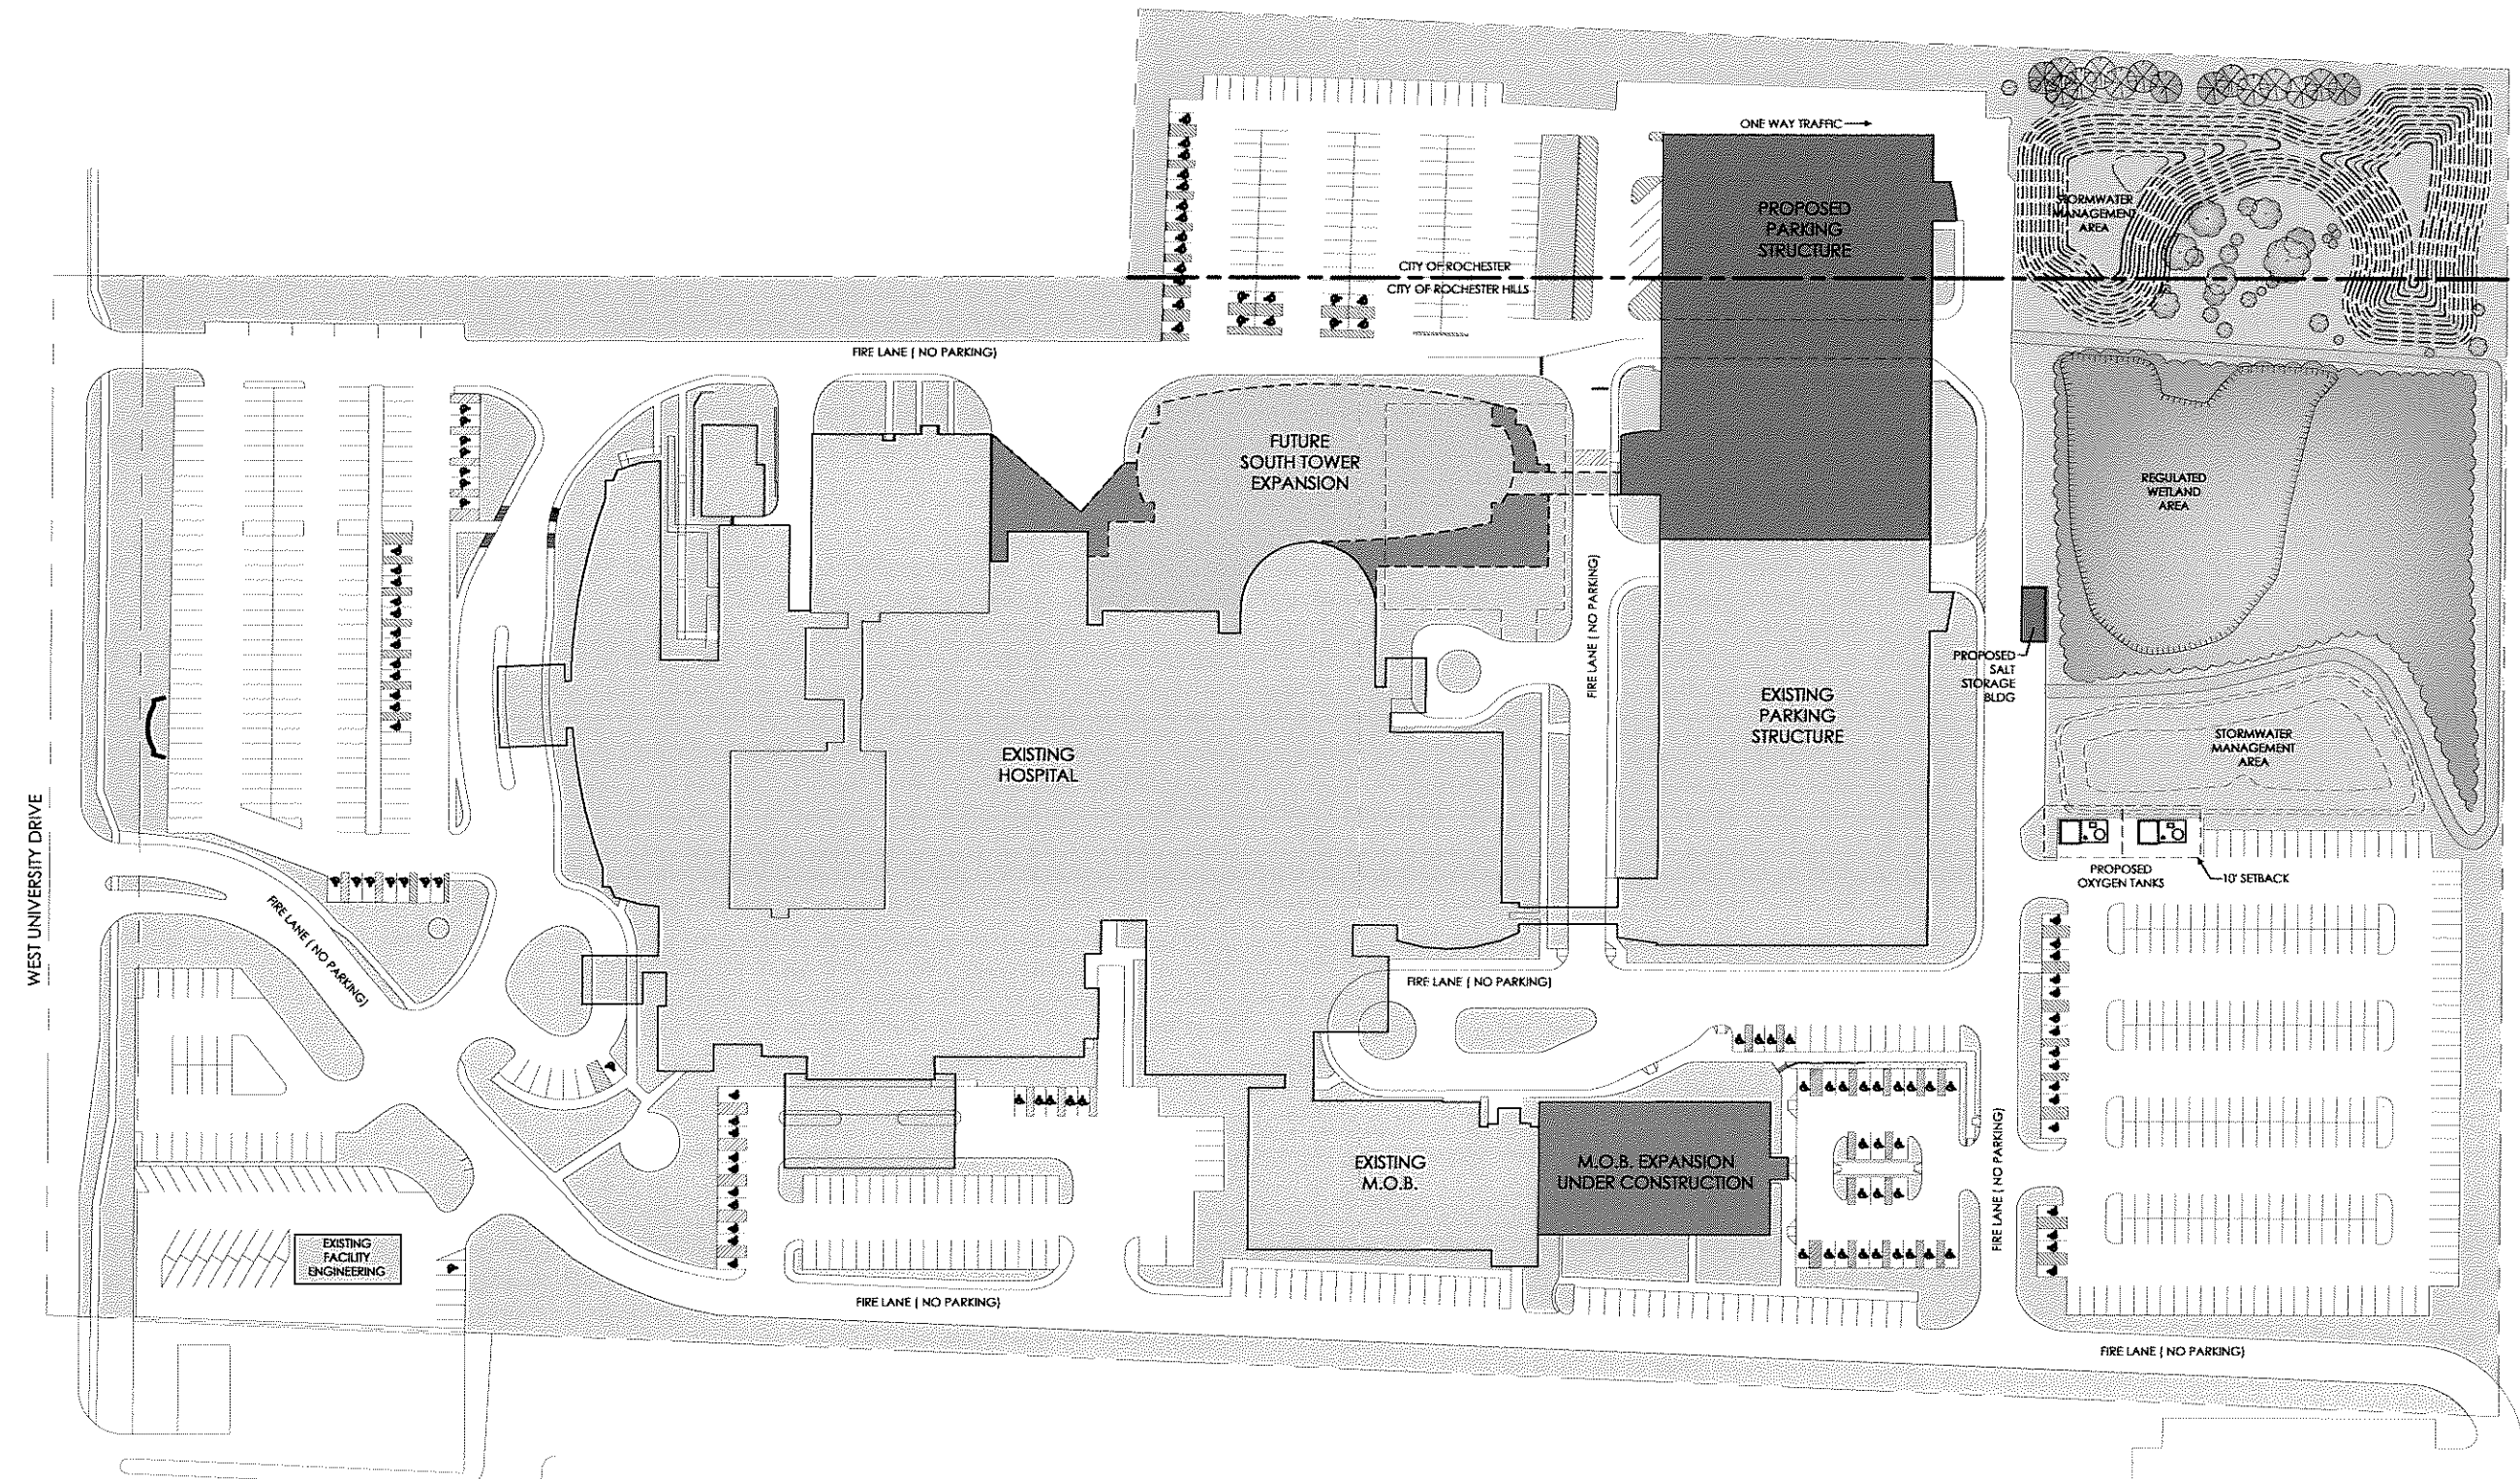 ONE WAY TRAFFIC
PROPOSED
PARKING
STRUCTURE
STORMWATER
MANAGEMENT
AREA
CITY OF ROCHESTER
CITY OF ROCHESTER HILLS
FIRE LANE ( NO PARKING)
FUTURE
SOUTH TOWER
EXPANSION
REGULATED
WETLAND
AREA
FIRE LANE ( NO PARKING)
PROPOSED
SALT
STORAGE
BLDG
EXISTING
PARKING
STRUCTURE
EXISTING
HOSPITAL
STORMWATER
MANAGEMENT
AREA
WEST UNIVERSITY DRIVE
PROPOSED
OXYGEN TANKS
10' SETBACK
FIRE LANE ( NO PARKING)
FIRE LANE ( NO PARKING)
EXISTING
M.O.B.
M.O.B. EXPANSION
UNDER CONSTRUCTION
FIRE LANE ( NO PARKING)
EXISTING
FACILITY
ENGINEERING
FIRE LANE ( NO PARKING)
FIRE LANE ( NO PARKING)